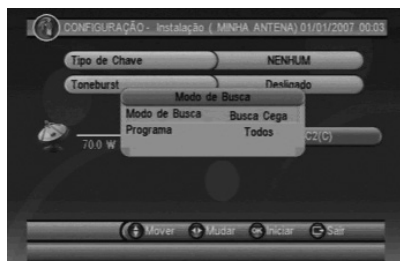 CONFIGURAÇÃO - Instalação ( MINHA ANTENA) 01/01/2007 00:03
Tipo de Chave NENHUM
Toneburst Desligado
Modo de Busca
Modo de Busca Busca Cega
Programa Todos
70.0 W C2(C)
Mover Mudar OK Iniciar Sair